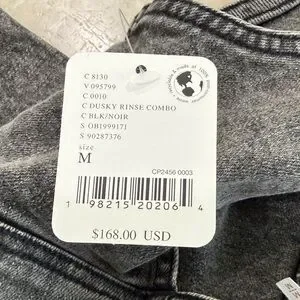 C 8130
V 095799
C 0010
C DUSKY RINSE COMBO
C BLK/NOIR
S OB1999171
S 90287376
size
M
CP2456 0003
1 98215 20206 4
$168.00 USD